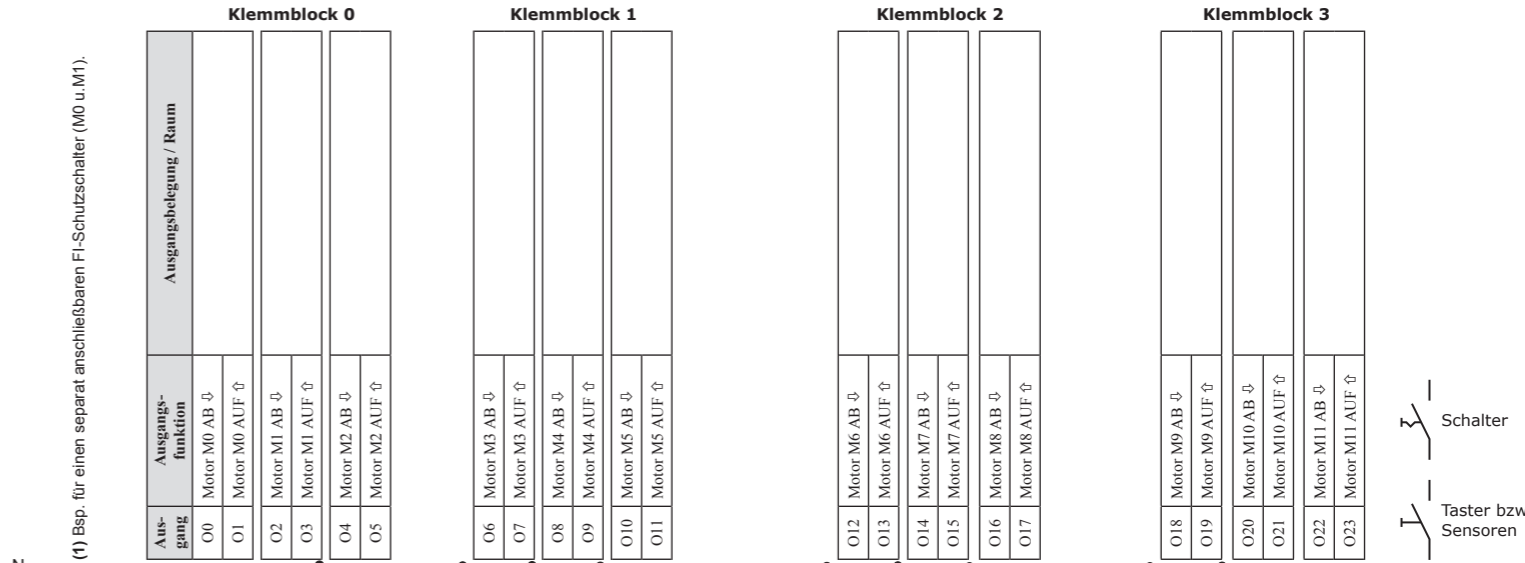 Klemmblock 0
Klemmblock 1
Klemmblock 2
Klemmblock 3
(1) Bsp. für einen separat anschließbaren FI-Schutzschalter (M0 u.M1).
Ausgangsbelegung / Raum
Ausgangs-
funktion
Aus-
gang
Motor M0 AB ⇩
O0
Motor M0 AUF ⇧
O1
Motor M1 AB ⇩
O2
Motor M1 AUF ⇧
O3
Motor M2 AB ⇩
O4
Motor M2 AUF ⇧
O5
Motor M3 AB ⇩
O6
Motor M3 AUF ⇧
O7
Motor M4 AB ⇩
O8
Motor M4 AUF ⇧
O9
Motor M5 AB ⇩
O10
Motor M5 AUF ⇧
O11
Motor M6 AB ⇩
O12
Motor M6 AUF ⇧
O13
Motor M7 AB ⇩
O14
Motor M7 AUF ⇧
O15
Motor M8 AB ⇩
O16
Motor M8 AUF ⇧
O17
Motor M9 AB ⇩
O18
Motor M9 AUF ⇧
O19
Motor M10 AB ⇩
O20
Motor M10 AUF ⇧
O21
Motor M11 AB ⇩
O22
Motor M11 AUF ⇧
O23
Schalter
Taster bzw
Sensoren